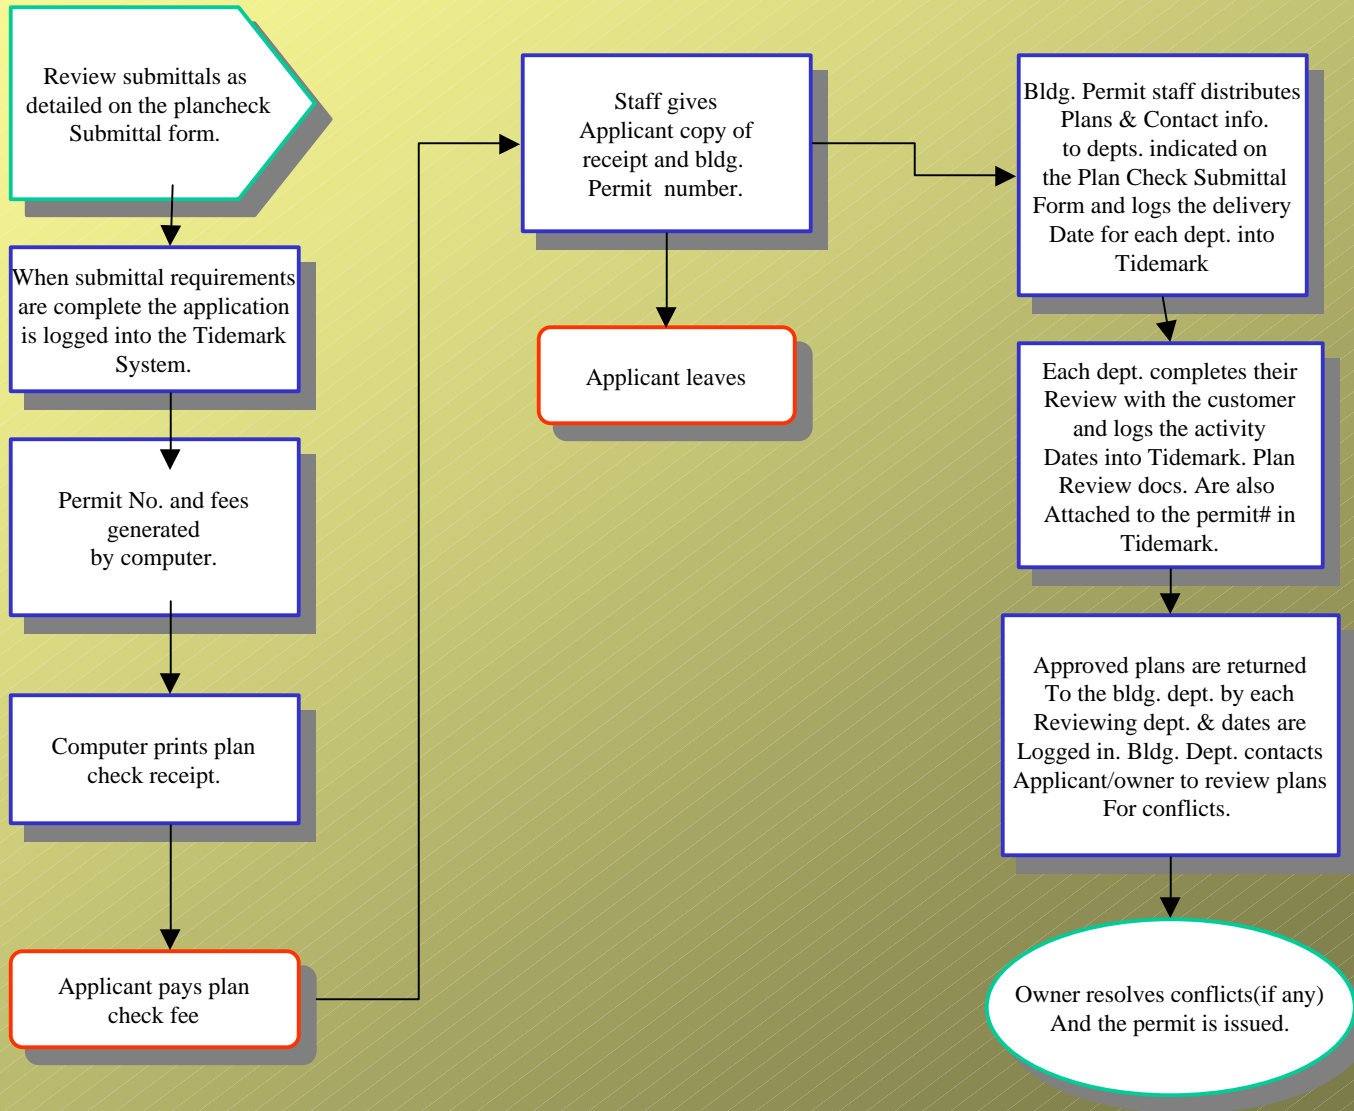 Review submittals as
detailed on the plancheck
Submittal form.
When submittal requirements
are complete the application
is logged into the Tidemark
System.
Permit No. and fees
generated
by computer.
Computer prints plan
check receipt.
Applicant pays plan
check fee
Staff gives
Applicant copy of
receipt and bldg.
Permit number.
Applicant leaves
Bldg. Permit staff distributes
Plans & Contact info.
to depts. indicated on
the Plan Check Submittal
Form and logs the delivery
Date for each dept. into
Tidemark
Each dept. completes their
Review with the customer
and logs the activity
Dates into Tidemark. Plan
Review docs. Are also
Attached to the permit# in
Tidemark.
Approved plans are returned
To the bldg. dept. by each
Reviewing dept. & dates are
Logged in. Bldg. Dept. contacts
Applicant/owner to review plans
For conflicts.
Owner resolves conflicts(if any)
And the permit is issued.